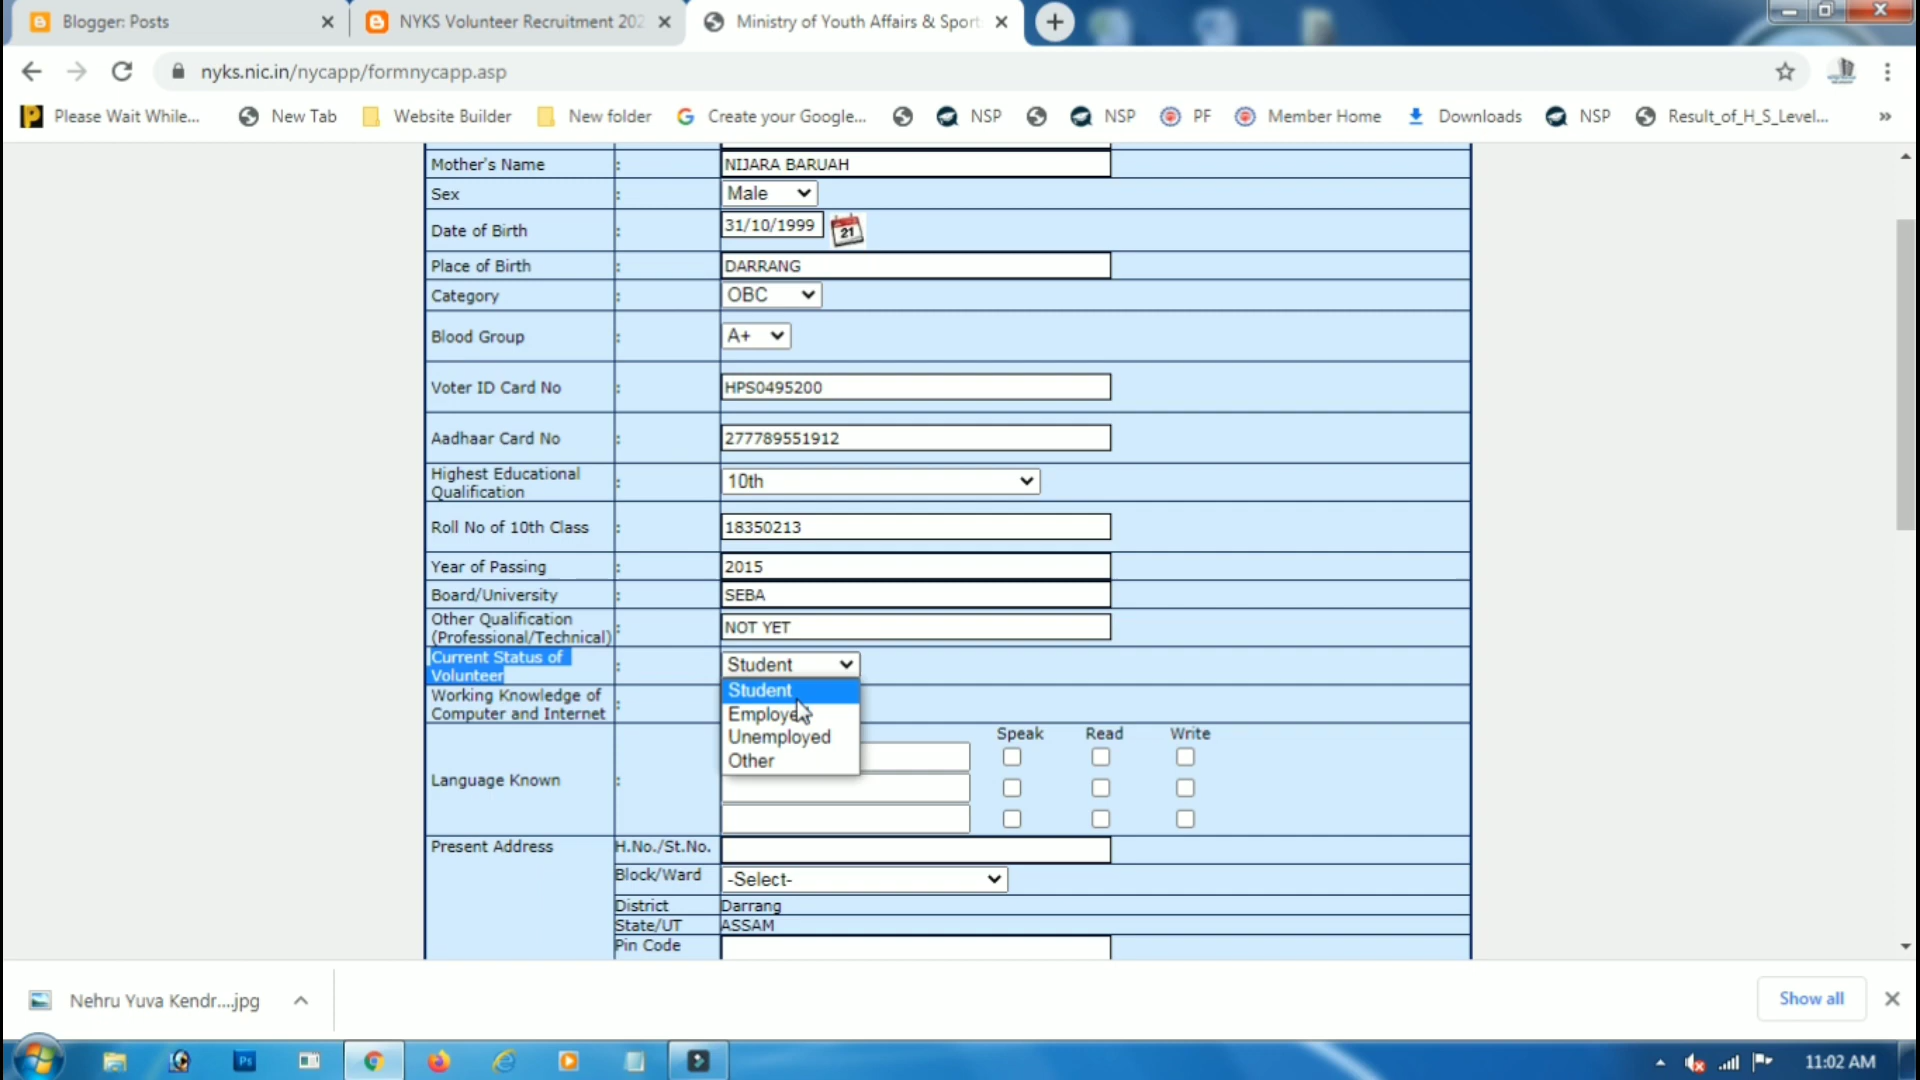 Blogger: Posts
NYKS Volunteer Recruitment 202
Ministry of Youth Affairs & Sport
nyks.nic.in/nycapp/formnycapp.asp
Please Wait While...
New Tab
Website Builder
New folder
Create your Google...
NSP
NSP
PF
Member Home
Downloads
NSP
Result_of_H_S_Level...
»
Mother's Name : NIJARA BARUAH
Sex : Male
Date of Birth : 31/10/1999 21
Place of Birth : DARRANG
Category : OBC
Blood Group : A+
Voter ID Card No : HPS0495200
Aadhaar Card No : 277789551912
Highest Educational
Qualification : 10th
Roll No of 10th Class : 18350213
Year of Passing : 2015
Board/University : SEBA
Other Qualification
(Professional/Technical) : NOT YET
Current Status of
Volunteer : Student
Student
Employed
Unemployed
Other
Working Knowledge of
Computer and Internet :
Speak Read Write
Language Known :
Present Address H.No./St.No.
Block/Ward -Select-
District Darrang
State/UT ASSAM
Pin Code
Nehru Yuva Kendr....jpg
Show all
Ps
11:02 AM